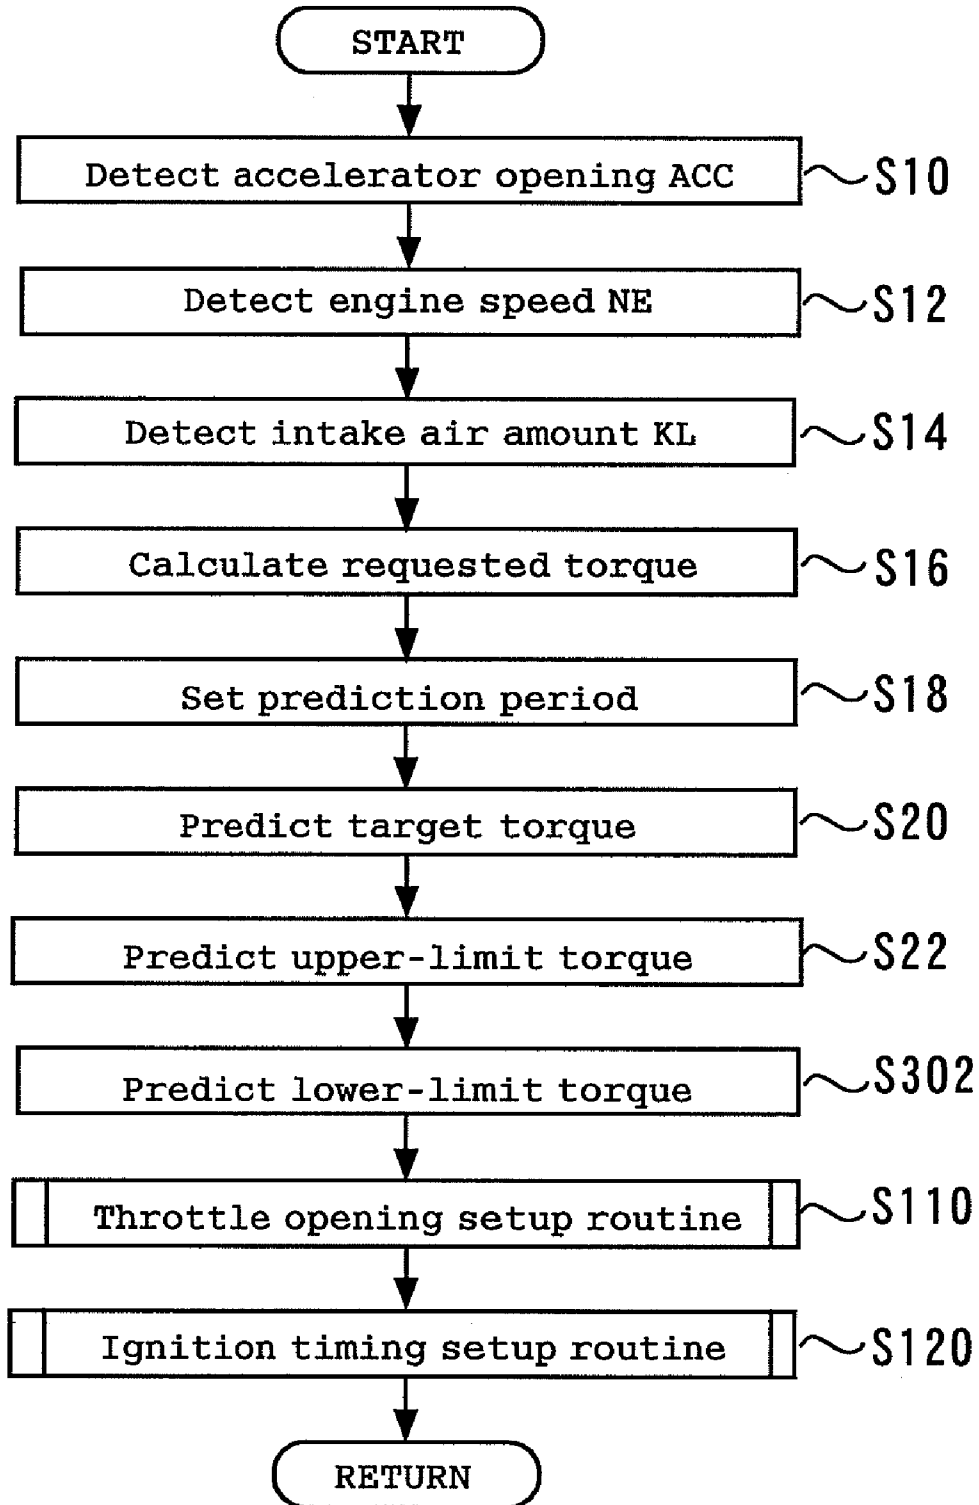 START
Detect accelerator opening ACC S10
Detect engine speed NE S12
Detect intake air amount KL S14
Calculate requested torque S16
Set prediction period S18
Predict target torque S20
Predict upper-limit torque S22
Predict lower-limit torque S302
Throttle opening setup routine S110
Ignition timing setup routine S120
RETURN